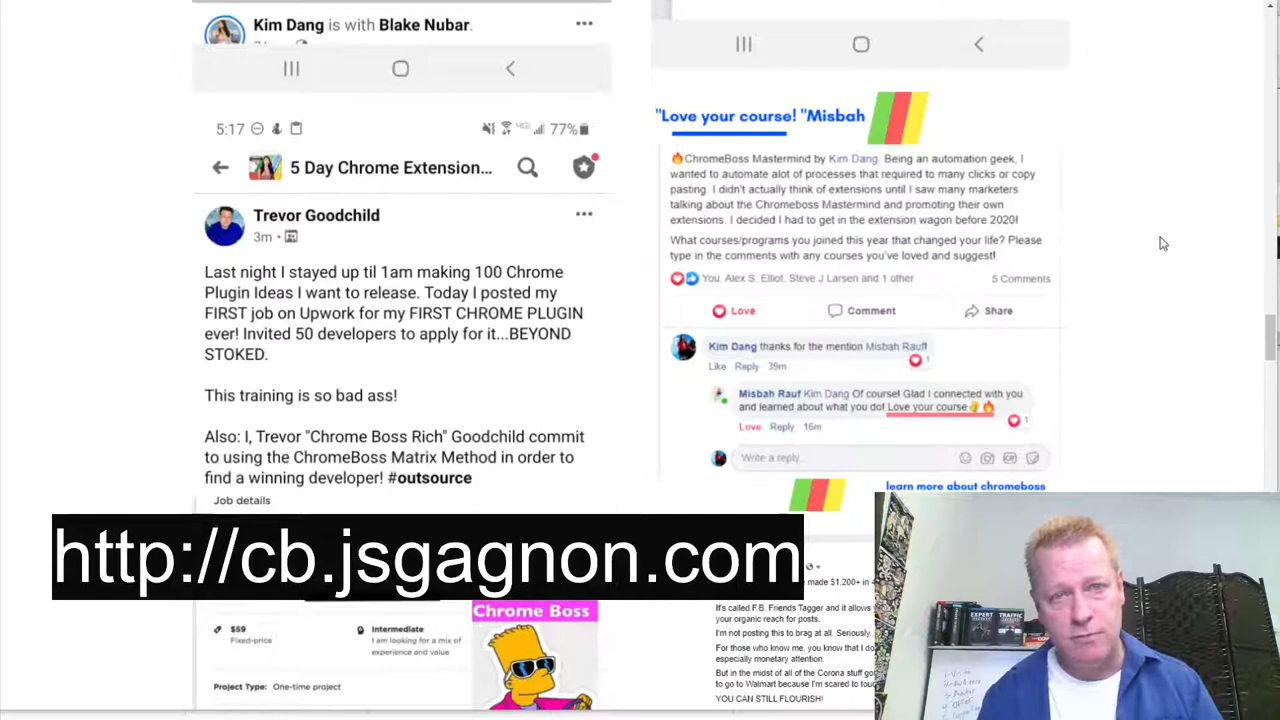 Kim Dang is with Blake Nubar.
5:17
77%
5 Day Chrome Extension...
Trevor Goodchild
3m
Last night I stayed up til 1am making 100 Chrome
Plugin Ideas I want to release. Today I posted my
FIRST job on Upwork for my FIRST CHROME PLUGIN
ever! Invited 50 developers to apply for it...BEYOND
STOKED.
This training is so bad ass!
Also: I, Trevor "Chrome Boss Rich" Goodchild commit
to using the ChromeBoss Matrix Method in order to
find a winning developer! #outsource
Job details
http://cb.jsgagnon.com
$59
Fixed-price
Intermediate
I am looking for a mix of
experience and value
Project Type: One-time project
Chrome Boss
"Love your course! "Misbah
ChromeBoss Mastermind by Kim Dang. Being an automation geek, I
wanted to automate alot of processes that required to many clicks or copy
pasting. I didn't actually think of extensions until I saw many marketers
talking about the Chromeboss Mastermind and promoting their own
extensions. I decided I had to get in the extension wagon before 2020!
What courses/programs you joined this year that changed your life? Please
type in the comments with any courses you've loved and suggest!
You, Alex S. Elliot, Steve J Larsen and 1 other
5 Comments
Love Comment Share
Kim Dang thanks for the mention Misbah Rauf!
1
Like Reply 39m
Misbah Rauf Kim Dang Of course! Glad I connected with you
and learned about what you do! Love your course
1
Love Reply 16m
Write a reply...
GIF
learn more about chromeboss
made $1,200+ in
It's called F.B. Friends Tagger and it allows
your organic reach for posts.
I'm not posting this to brag at all. Seriously.
For those who know me, you know that I do
especially monetary attention.
But in the midst of all of the Corona stuff
to go to Walmart because I'm scared to
YOU CAN STILL FLOURISH!
EXPERT
SECRETS
TRAFFIC
SECRETS